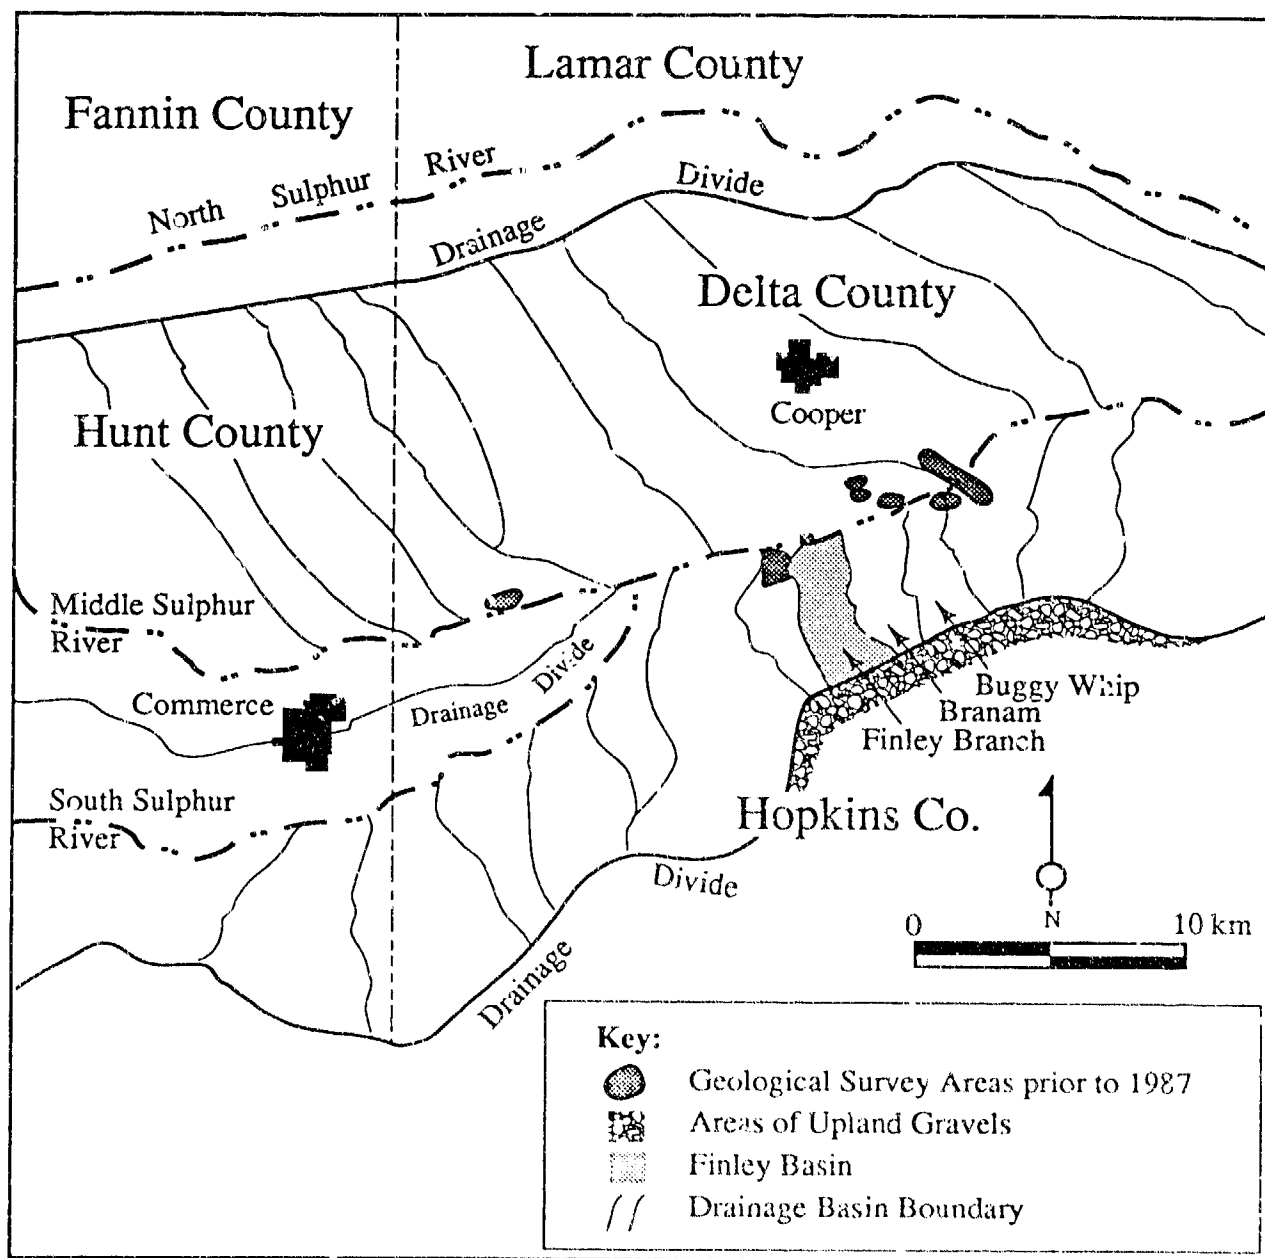 Lamar County
Fannin County
North Sulphur River
Drainage Divide
Delta County
Cooper
Hunt County
Middle Sulphur
River
Commerce
Drainage Divide
South Sulphur
River
Buggy Whip
Branam
Finley Branch
Hopkins Co.
Drainage Divide
N
0 10 km
Key:
Geological Survey Areas prior to 1987
Areas of Upland Gravels
Finley Basin
Drainage Basin Boundary